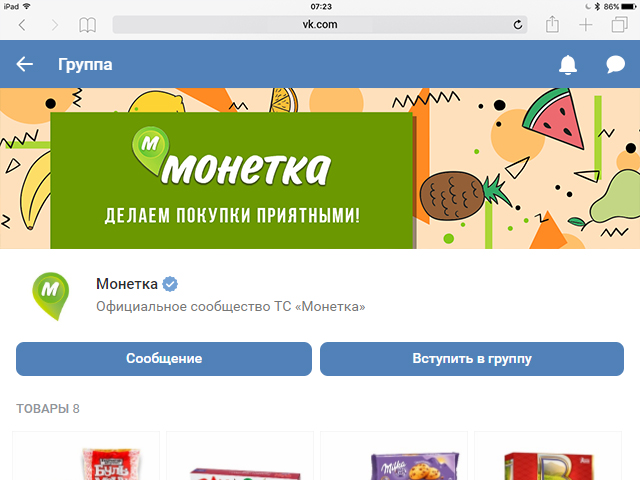 iPad 07:23 86%
vk.com
Группа
М монетка
ДЕЛАЕМ ПОКУПКИ ПРИЯТНЫМИ!
М Монетка
Официальное сообщество ТС «Монетка»
Сообщение Вступить в группу
ТОВАРЫ 8
БУЛЬ Milka